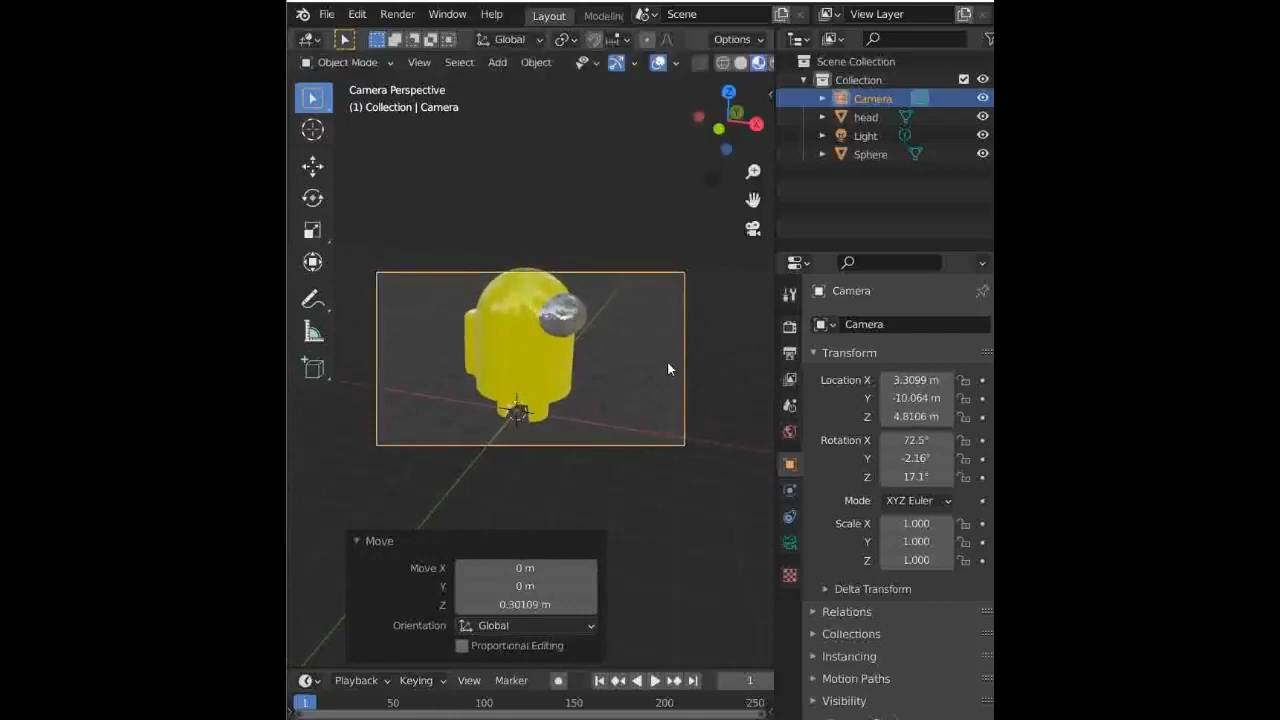 File Edit Render Window Help Layout Modeling Scene View Layer
Global Options
Object Mode View Select Add Object
Camera Perspective
(1) Collection | Camera
Z
Y
X
Scene Collection
Collection
Camera
head
Light
Sphere
Camera
Camera
Transform
Location X 3.3099 m
Y -10.064 m
Z 4.8106 m
Rotation X 72.5°
Y -2.16°
Z 17.1°
Mode XYZ Euler
Scale X 1.000
Y 1.000
Z 1.000
Delta Transform
Relations
Collections
Instancing
Motion Paths
Visibility
Move
Move X 0 m
Y 0 m
Z 0.30109 m
Orientation Global
Proportional Editing
Playback Keying View Marker 1
1 50 100 150 200 250